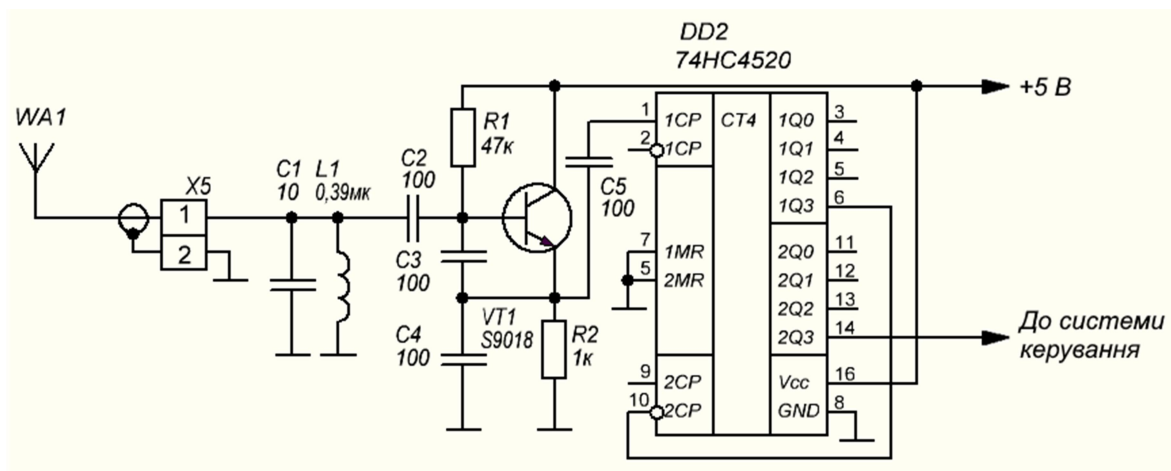 DD2
74HC4520
+5 В
WA1
X5
1
2
C1
10
L1
0,39мк
C2
100
C3
100
C4
100
R1
47к
VT1
S9018
R2
1к
C5
100
1
2
7
5
9
10
1CP
1CP
1MR
2MR
2CP
2CP
CT4
1Q0
1Q1
1Q2
1Q3
2Q0
2Q1
2Q2
2Q3
Vcc
GND
3
4
5
6
11
12
13
14
16
8
До системи
керування